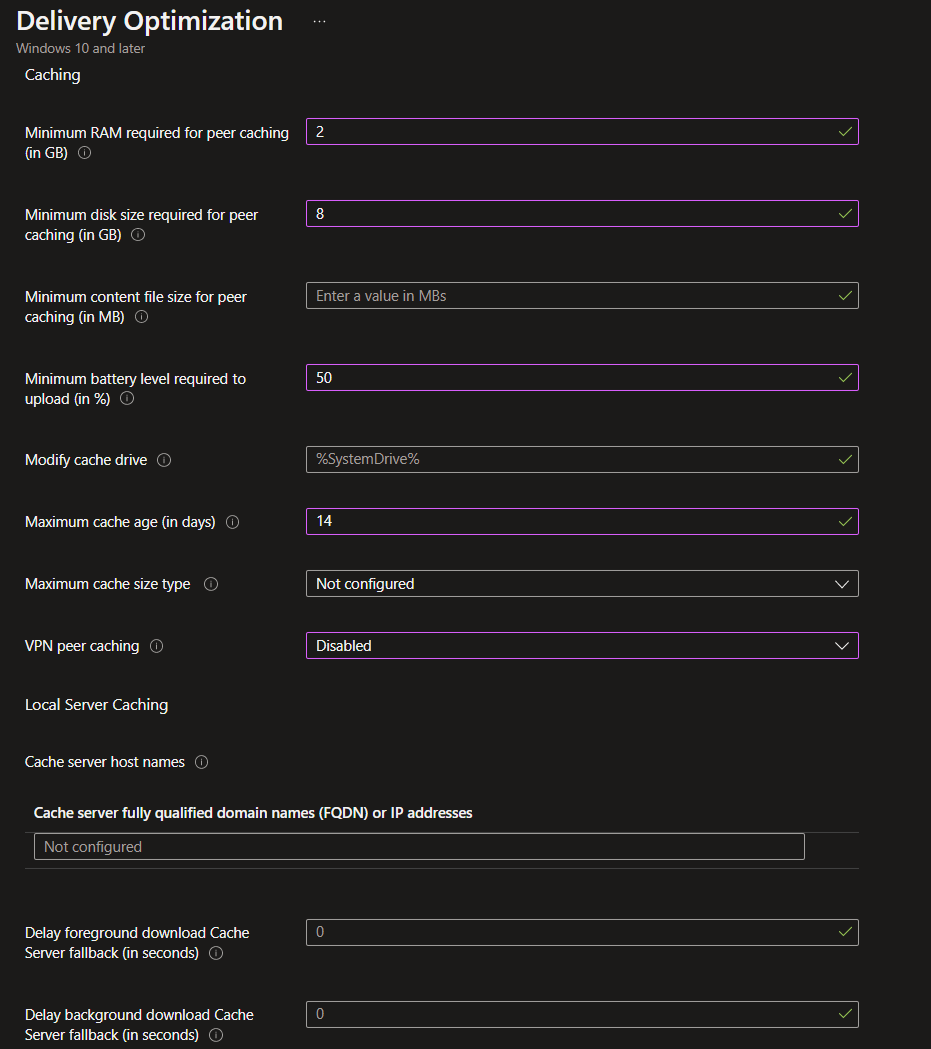 Delivery Optimization ...
Windows 10 and later
Caching
Minimum RAM required for peer caching
(in GB)
2
Minimum disk size required for peer
caching (in GB)
8
Minimum content file size for peer
caching (in MB)
Enter a value in MBs
Minimum battery level required to
upload (in %)
50
Modify cache drive
%SystemDrive%
Maximum cache age (in days)
14
Maximum cache size type
Not configured
VPN peer caching
Disabled
Local Server Caching
Cache server host names
Cache server fully qualified domain names (FQDN) or IP addresses
Not configured
Delay foreground download Cache
Server fallback (in seconds)
0
Delay background download Cache
Server fallback (in seconds)
0